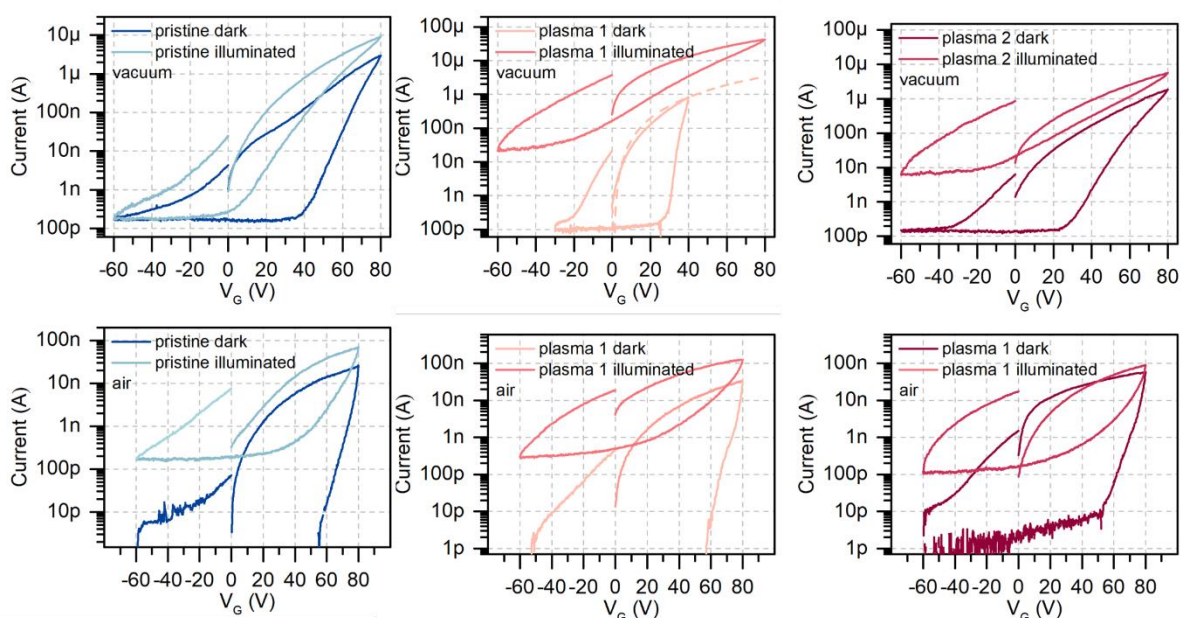 pristine dark
pristine illuminated
vacuum
Current (A)
10µ
1µ
100n
10n
1n
100p
-60 -40 -20 0 20 40 60 80
V_G (V)
plasma 1 dark
plasma 1 illuminated
vacuum
Current (A)
100µ
10µ
1µ
100n
10n
1n
100p
-60 -40 -20 0 20 40 60 80
V_G (V)
plasma 2 dark
plasma 2 illuminated
vacuum
Current (A)
100µ
10µ
1µ
100n
10n
1n
100p
-60 -40 -20 0 20 40 60 80
V_G (V)
pristine dark
pristine illuminated
air
Current (A)
100n
10n
1n
100p
10p
-60 -40 -20 0 20 40 60 80
V_G (V)
plasma 1 dark
plasma 1 illuminated
air
Current (A)
100n
10n
1n
100p
10p
1p
-60 -40 -20 0 20 40 60 80
V_G (V)
plasma 1 dark
plasma 1 illuminated
air
Current (A)
100n
10n
1n
100p
10p
1p
-60 -40 -20 0 20 40 60 80
V_G (V)